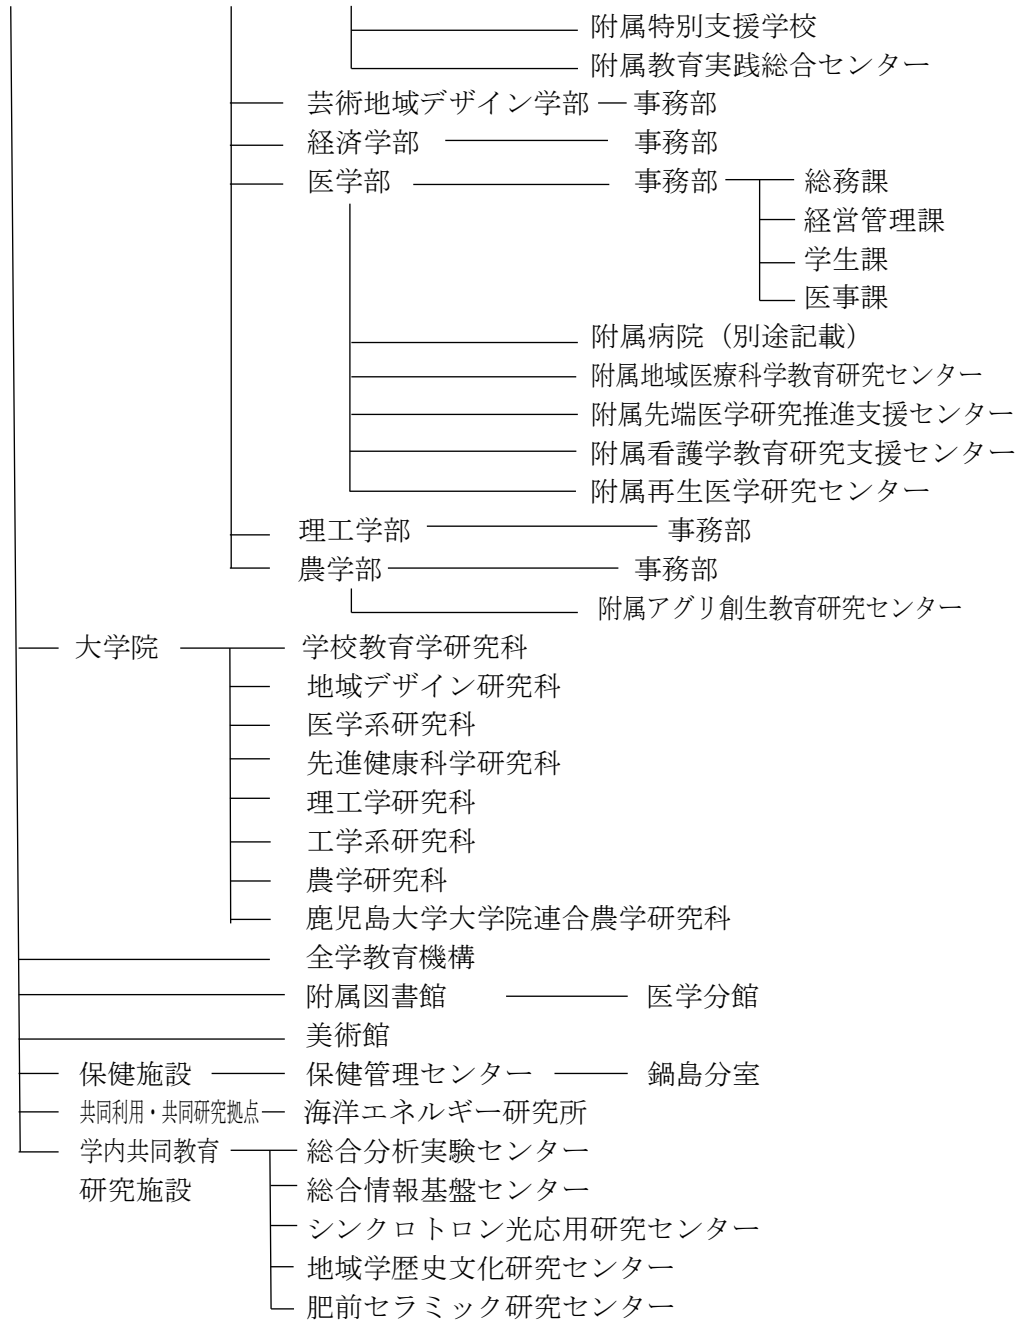 附属特別支援学校
附属教育実践総合センター
芸術地域デザイン学部 事務部
経済学部 事務部
医学部 事務部 総務課
経営管理課
学生課
医事課
附属病院（別途記載）
附属地域医療科学教育研究センター
附属先端医学研究推進支援センター
附属看護学教育研究支援センター
附属再生医学研究センター
理工学部 事務部
農学部 事務部
附属アグリ創生教育研究センター
大学院 学校教育学研究科
地域デザイン研究科
医学系研究科
先進健康科学研究科
理工学研究科
工学系研究科
農学研究科
鹿児島大学大学院連合農学研究科
全学教育機構
附属図書館 医学分館
美術館
保健施設 保健管理センター 鍋島分室
共同利用・共同研究拠点 海洋エネルギー研究所
学内共同教育 総合分析実験センター
研究施設 総合情報基盤センター
シンクロトロン光応用研究センター
地域学歴史文化研究センター
肥前セラミック研究センター